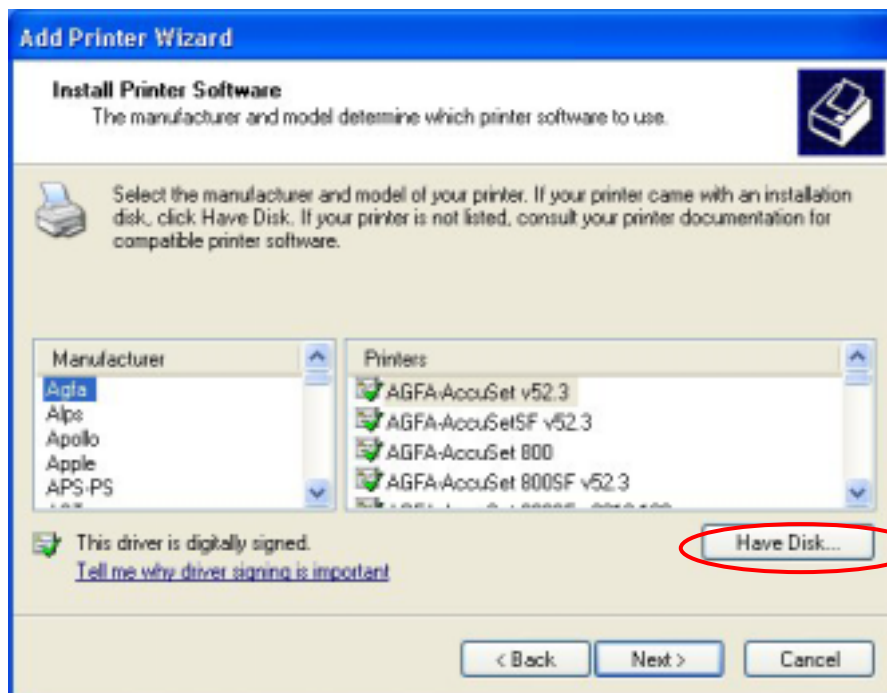 Add Printer Wizard
Install Printer Software
The manufacturer and model determine which printer software to use.
Select the manufacturer and model of your printer. If your printer came with an installation
disk, click Have Disk. If your printer is not listed, consult your printer documentation for
compatible printer software.
Manufacturer
Agfa
Alps
Apollo
Apple
APS-PS
Printers
AGFA-AccuSet v52.3
AGFA-AccuSetSF v52.3
AGFA-AccuSet 800
AGFA-AccuSet 800SF v52.3
This driver is digitally signed.
Tell me why driver signing is important
Have Disk...
< Back
Next >
Cancel